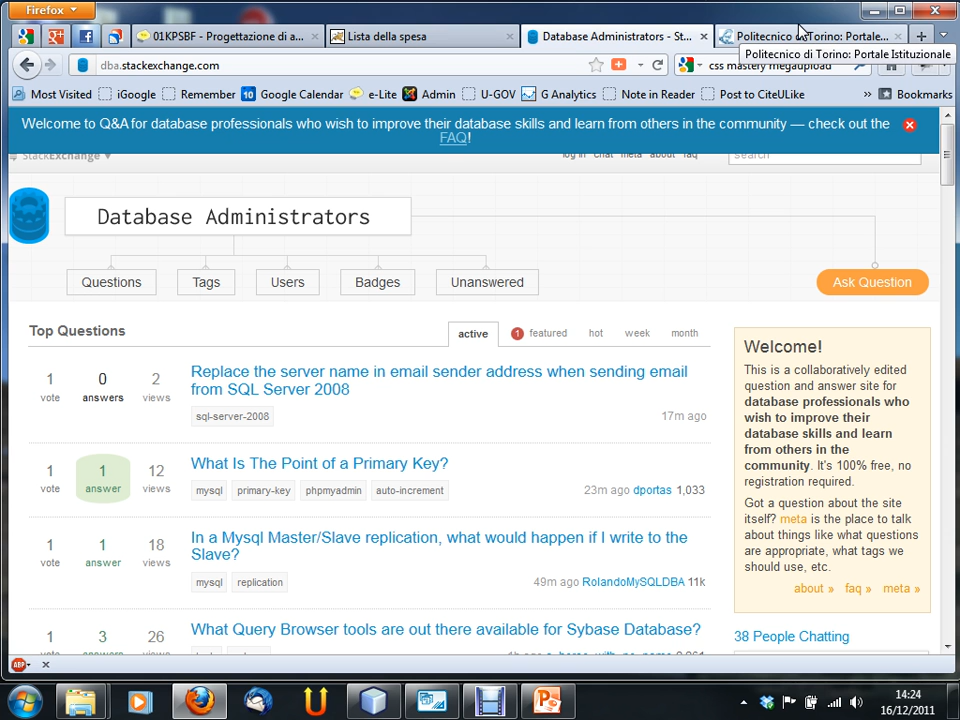 Firefox
01KPSBF - Progettazione di a...
Lista della spesa
Database Administrators - St...
Politecnico di Torino: Portale...
Politecnico di Torino: Portale Istituzionale
dba.stackexchange.com
css mastery megaupload
Most Visited
iGoogle
Remember
10
Google Calendar
e-Lite
Admin
U-GOV
G Analytics
Note in Reader
Post to CiteULike
»
Bookmarks
Welcome to Q&A for database professionals who wish to improve their database skills and learn from others in the community — check out the
FAQ!
StackExchange ▼
log in chat meta about faq
search
Database Administrators
Questions
Tags
Users
Badges
Unanswered
Ask Question
Top Questions
active
1 featured
hot
week
month
1 vote
0 answers
2 views
Replace the server name in email sender address when sending email
from SQL Server 2008
sql-server-2008
17m ago
1 vote
1 answer
12 views
What Is The Point of a Primary Key?
mysql primary-key phpmyadmin auto-increment
23m ago dportas 1,033
1 vote
1 answer
18 views
In a Mysql Master/Slave replication, what would happen if I write to the
Slave?
mysql replication
49m ago RolandoMySQLDBA 11k
1 vote
3 answer
26 views
What Query Browser tools are out there available for Sybase Database?
Welcome!
This is a collaboratively edited
question and answer site for
database professionals who
wish to improve their
database skills and learn
from others in the
community. It's 100% free, no
registration required.
Got a question about the site
itself? meta is the place to talk
about things like what questions
are appropriate, what tags we
should use, etc.
about » faq » meta »
38 People Chatting
ABP
14:24
16/12/2011